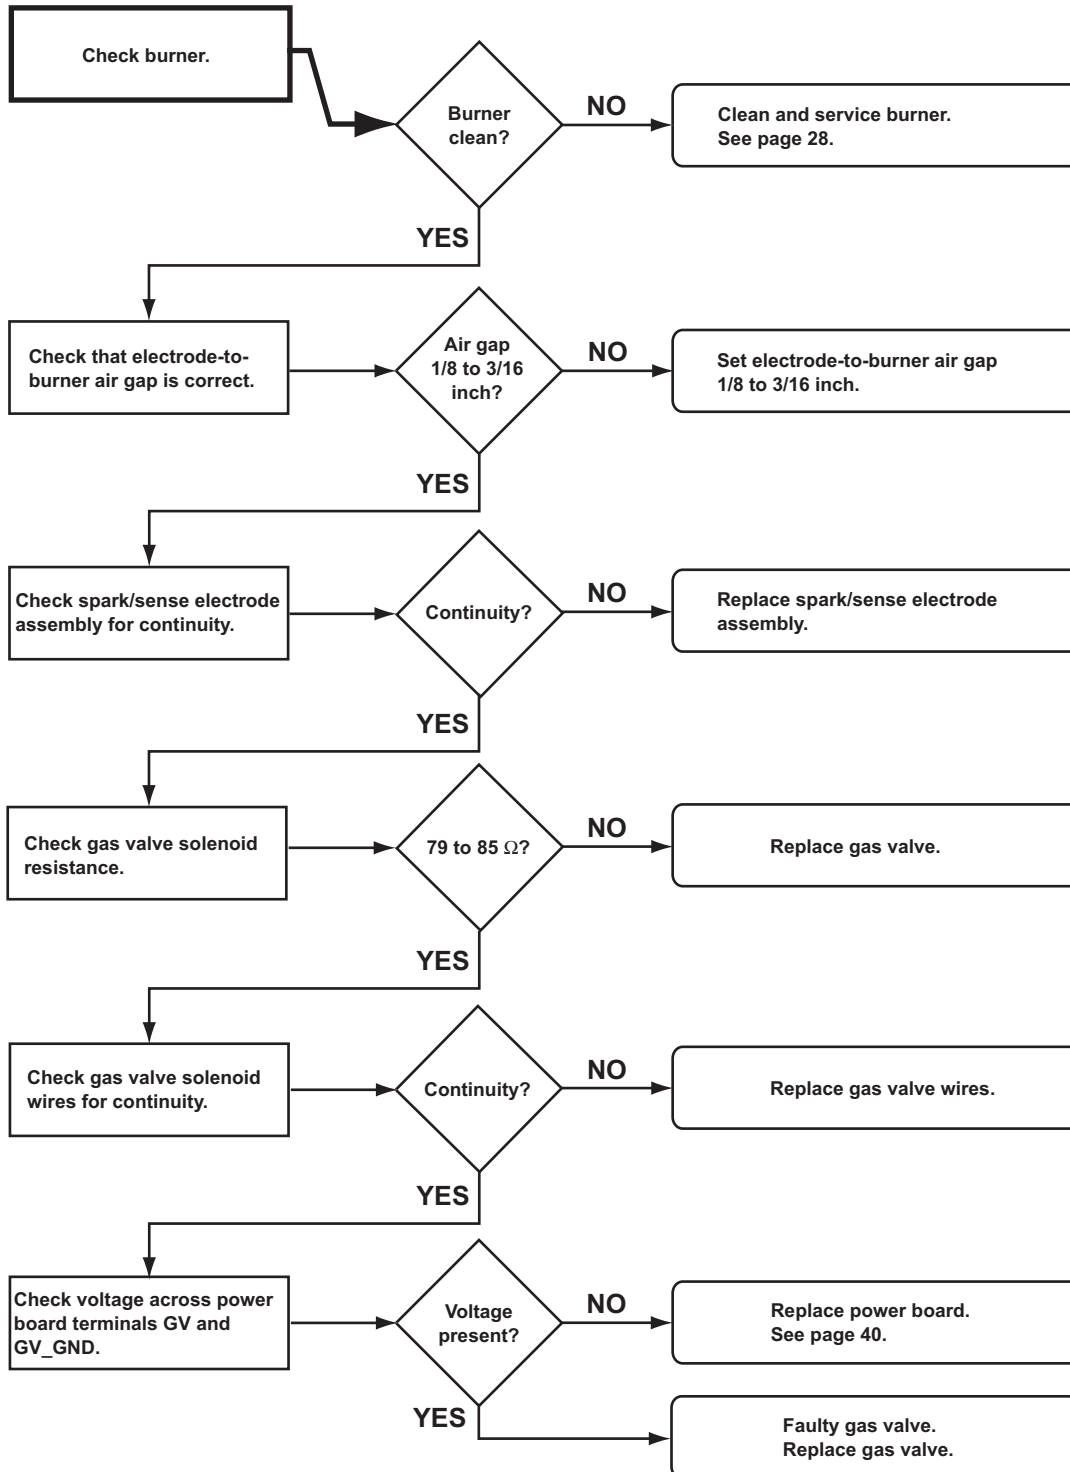 Check burner.
Burner
clean?
NO
Clean and service burner.
See page 28.
YES
Check that electrode-to-
burner air gap is correct.
Air gap
1/8 to 3/16
inch?
NO
Set electrode-to-burner air gap
1/8 to 3/16 inch.
YES
Check spark/sense electrode
assembly for continuity.
Continuity?
NO
Replace spark/sense electrode
assembly.
YES
Check gas valve solenoid
resistance.
79 to 85 Ω?
NO
Replace gas valve.
YES
Check gas valve solenoid
wires for continuity.
Continuity?
NO
Replace gas valve wires.
YES
Check voltage across power
board terminals GV and
GV_GND.
Voltage
present?
NO
Replace power board.
See page 40.
YES
Faulty gas valve.
Replace gas valve.